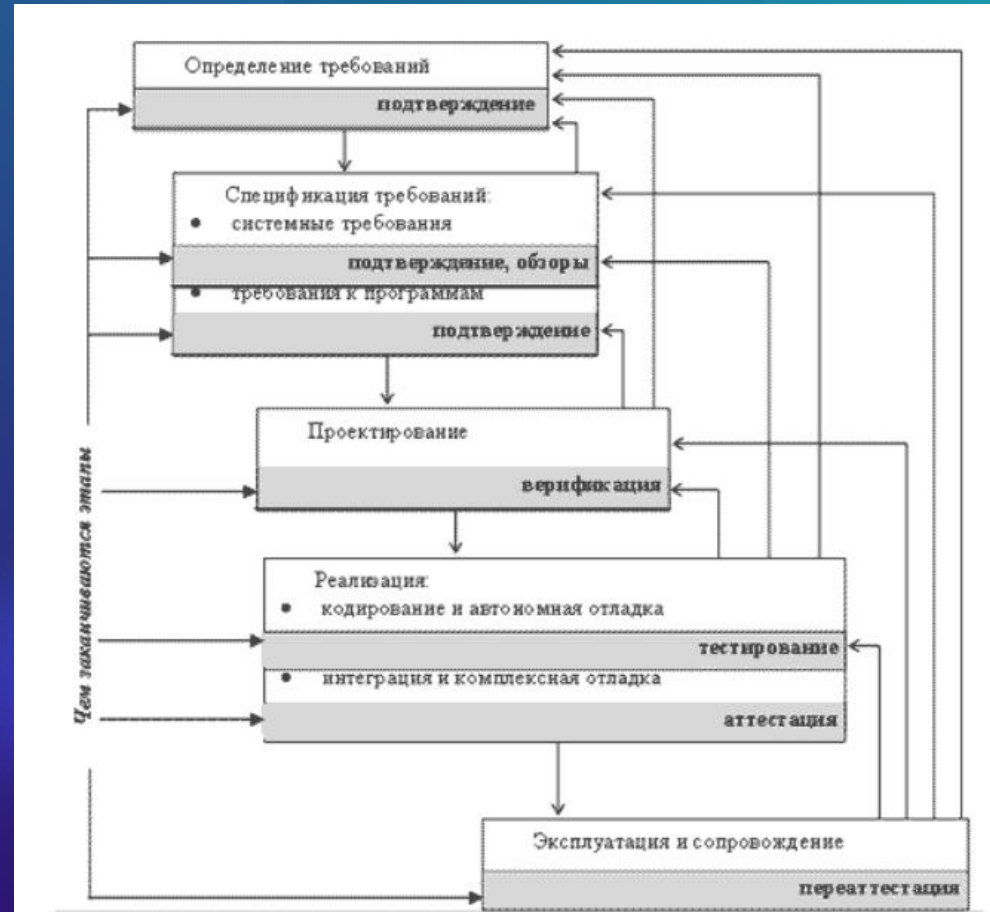 Определение требований
подтверждение
Спецификация требований:
• системные требования
подтверждение, обзоры
• требования к программам
подтверждение
Проектирование
верификация
Чем заканчиваются этапы
Реализация:
• кодирование и автономная отладка
тестирование
• интеграция и комплексная отладка
аттестация
Эксплуатация и сопровождение
переаттестация